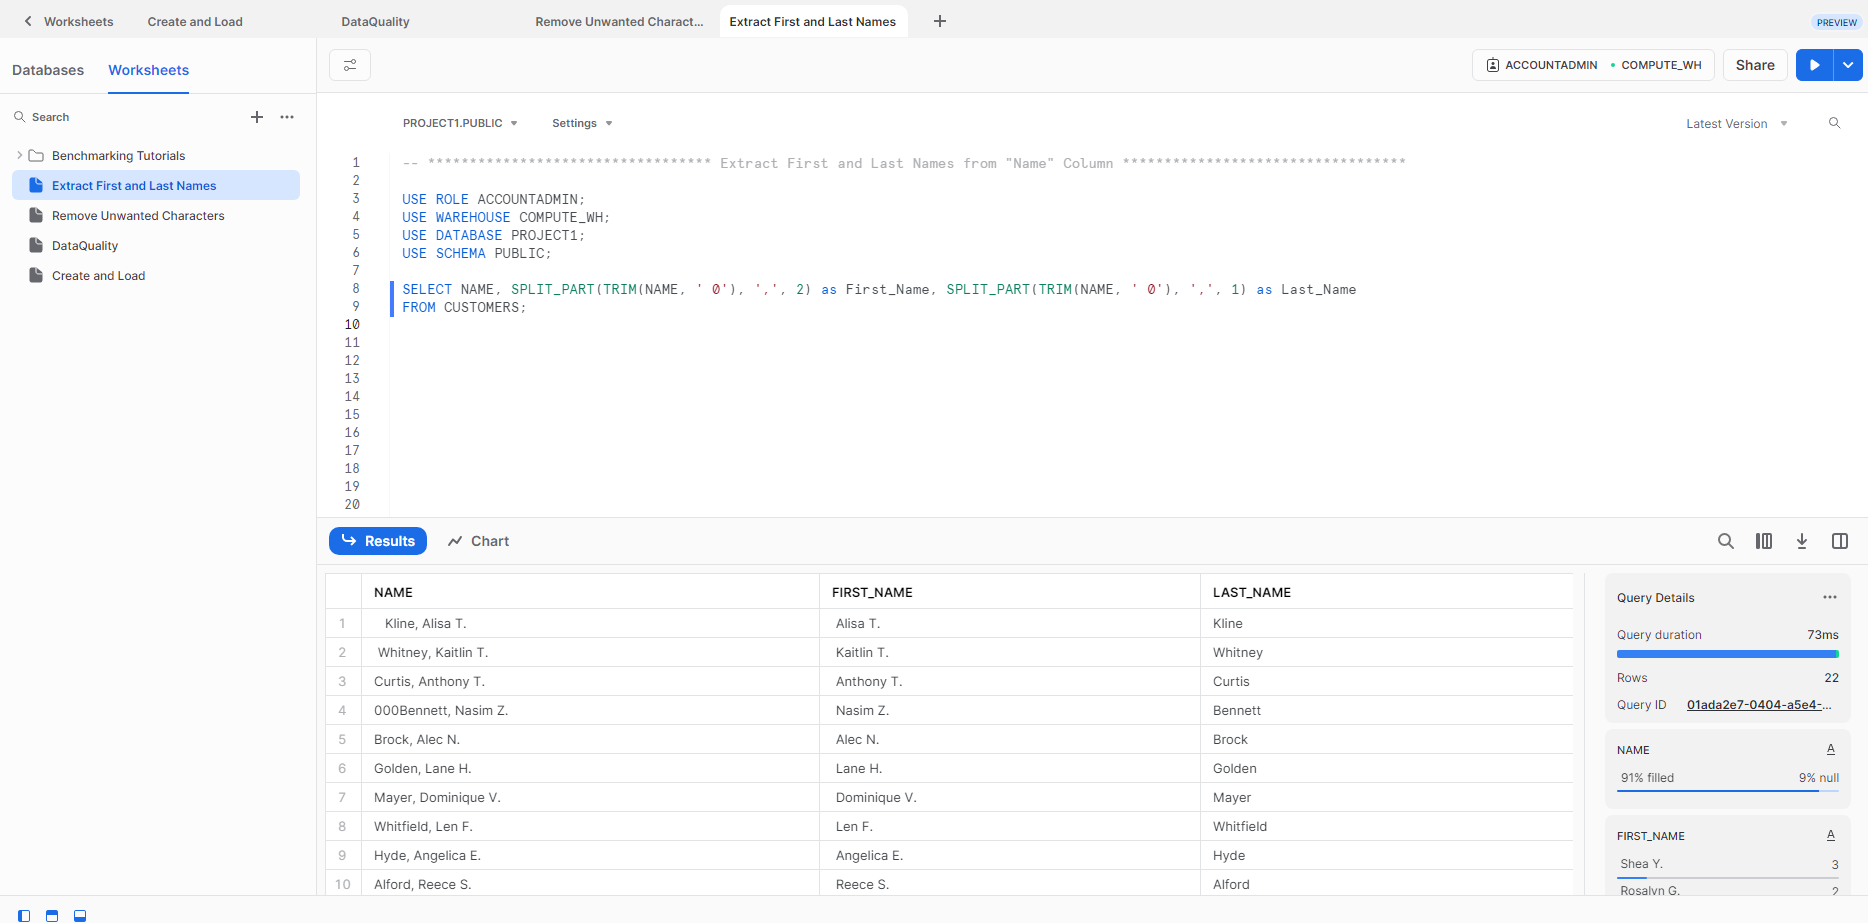 Worksheets
Create and Load
DataQuality
Remove Unwanted Charact...
Extract First and Last Names
PREVIEW
Databases
Worksheets
ACCOUNTADMIN
COMPUTE_WH
Share
Search
Benchmarking Tutorials
Extract First and Last Names
Remove Unwanted Characters
DataQuality
Create and Load
PROJECT1.PUBLIC
Settings
Latest Version
1 -- ********************************** Extract First and Last Names from "Name" Column **********************************
2
3 USE ROLE ACCOUNTADMIN;
4 USE WAREHOUSE COMPUTE_WH;
5 USE DATABASE PROJECT1;
6 USE SCHEMA PUBLIC;
7
8 SELECT NAME, SPLIT_PART(TRIM(NAME, ' 0'), ',', 2) as First_Name, SPLIT_PART(TRIM(NAME, ' 0'), ',', 1) as Last_Name
9 FROM CUSTOMERS;
10
11
12
13
14
15
16
17
18
19
20
Results
Chart
NAME FIRST_NAME LAST_NAME
1 Kline, Alisa T. Alisa T. Kline
2 Whitney, Kaitlin T. Kaitlin T. Whitney
3 Curtis, Anthony T. Anthony T. Curtis
4 000Bennett, Nasim Z. Nasim Z. Bennett
5 Brock, Alec N. Alec N. Brock
6 Golden, Lane H. Lane H. Golden
7 Mayer, Dominique V. Dominique V. Mayer
8 Whitfield, Len F. Len F. Whitfield
9 Hyde, Angelica E. Angelica E. Hyde
10 Alford, Reece S. Reece S. Alford
Query Details
Query duration 73ms
Rows 22
Query ID 01ada2e7-0404-a5e4-...
NAME A
91% filled 9% null
FIRST_NAME A
Shea Y. 3
Rosalyn G. 2